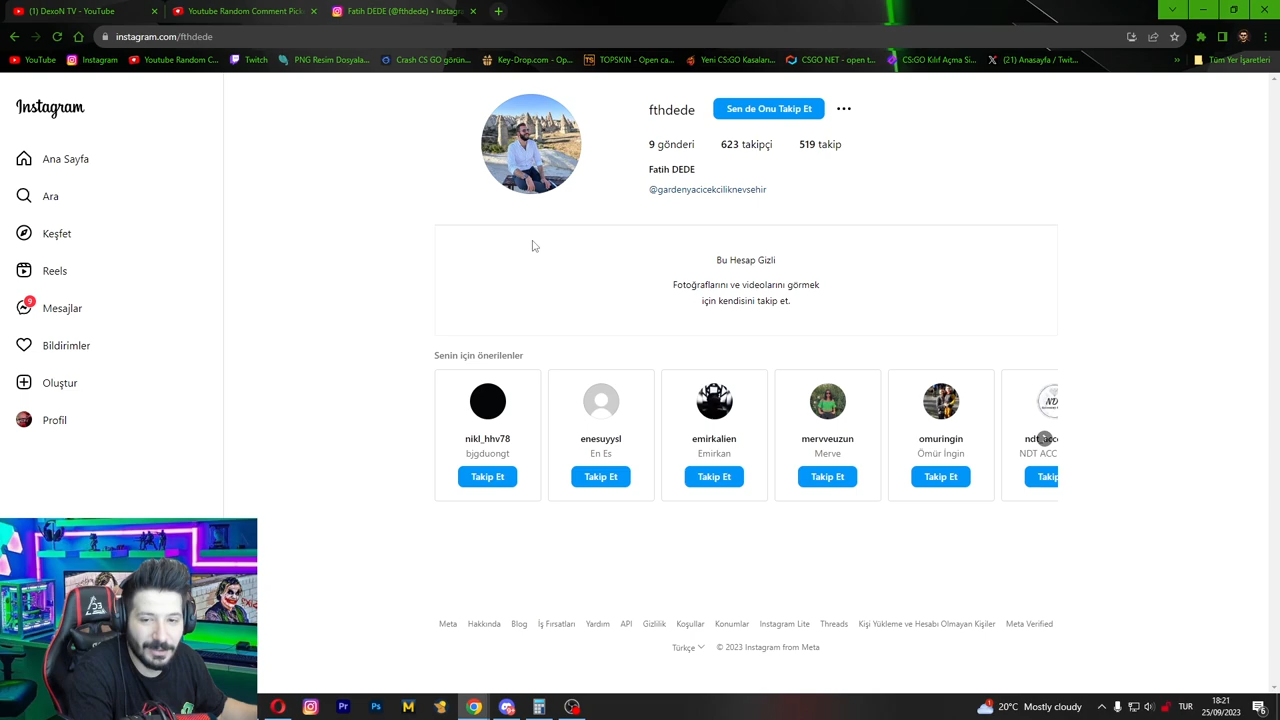 (1) DexoN TV - YouTube
Youtube Random Comment Pick
Fatih DEDE (@fthdede) • Instagr
instagram.com/fthdede
YouTube
Instagram
Youtube Random C...
Twitch
PNG Resim Dosyala...
Crash CS GO görün...
Key-Drop.com - Op...
TOPSKIN - Open ca...
Yeni CS:GO Kasaları...
CSGO NET - open t...
CS:GO Kılıf Açma Si...
(21) Anasayfa / Twit...
»
Tüm Yer İşaretleri
Instagram
Ana Sayfa
Ara
Keşfet
Reels
9
Mesajlar
Bildirimler
Oluştur
Profil
fthdede
Sen de Onu Takip Et
9 gönderi 623 takipçi 519 takip
Fatih DEDE
@gardenyacicekciliknevsehir
Bu Hesap Gizli
Fotoğraflarını ve videolarını görmek
için kendisini takip et.
Senin için önerilenler
nikl_hhv78
bjgduongt
Takip Et
enesuyysl
En Es
Takip Et
emirkalien
Emirkan
Takip Et
mervveuzun
Merve
Takip Et
omuringin
Ömür İngin
Takip Et
NDT ACC
Takip
Meta Hakkında Blog İş Fırsatları Yardım API Gizlilik Koşullar Konumlar Instagram Lite Threads Kişi Yükleme ve Hesabı Olmayan Kişiler Meta Verified
Türkçe © 2023 Instagram from Meta
20°C Mostly cloudy
TUR
18:21
25/09/2023